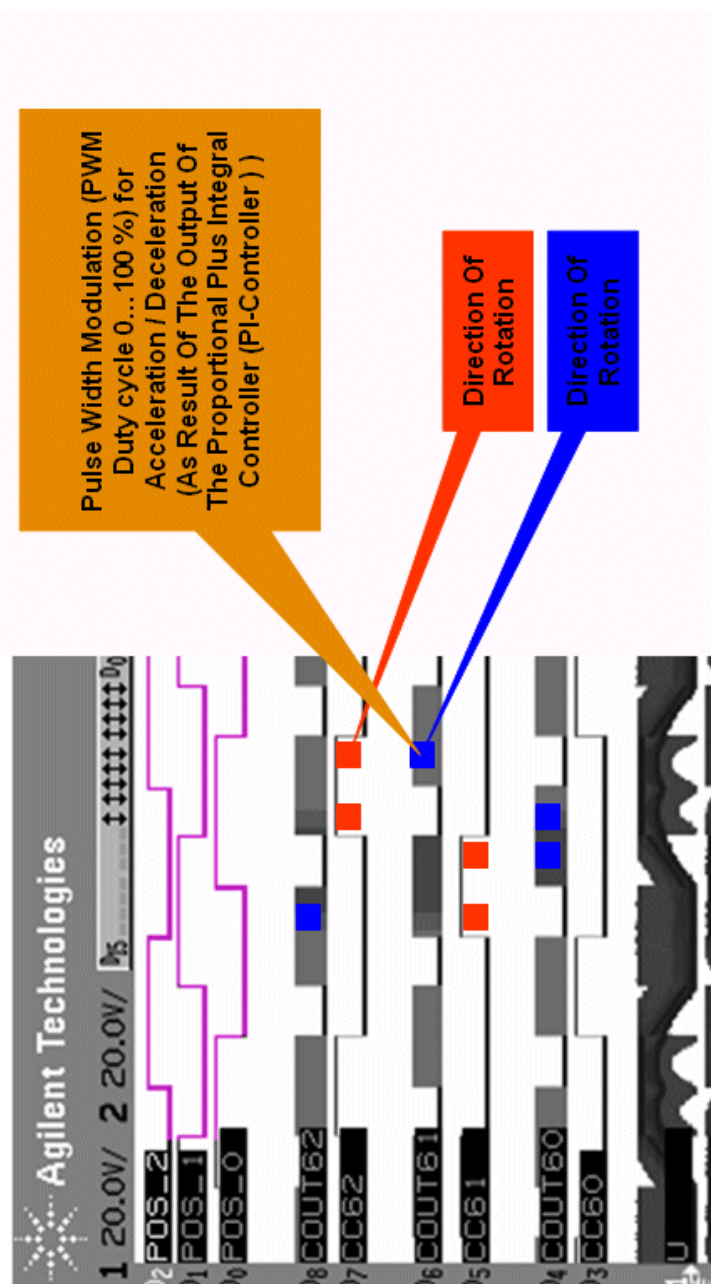 Agilent Technologies
1 20.0V/ 2 20.0V/ D15 D0
POS_2
POS_1
POS_0
COUT62
CC62
COUT61
CC61
COUT60
CC60
U
Pulse Width Modulation (PWM
Duty cycle 0...100 %) for
Acceleration / Deceleration
(As Result Of The Output Of
The Proportional Plus Integral
Controller (PI-Controller ) )
Direction Of
Rotation
Direction Of
Rotation